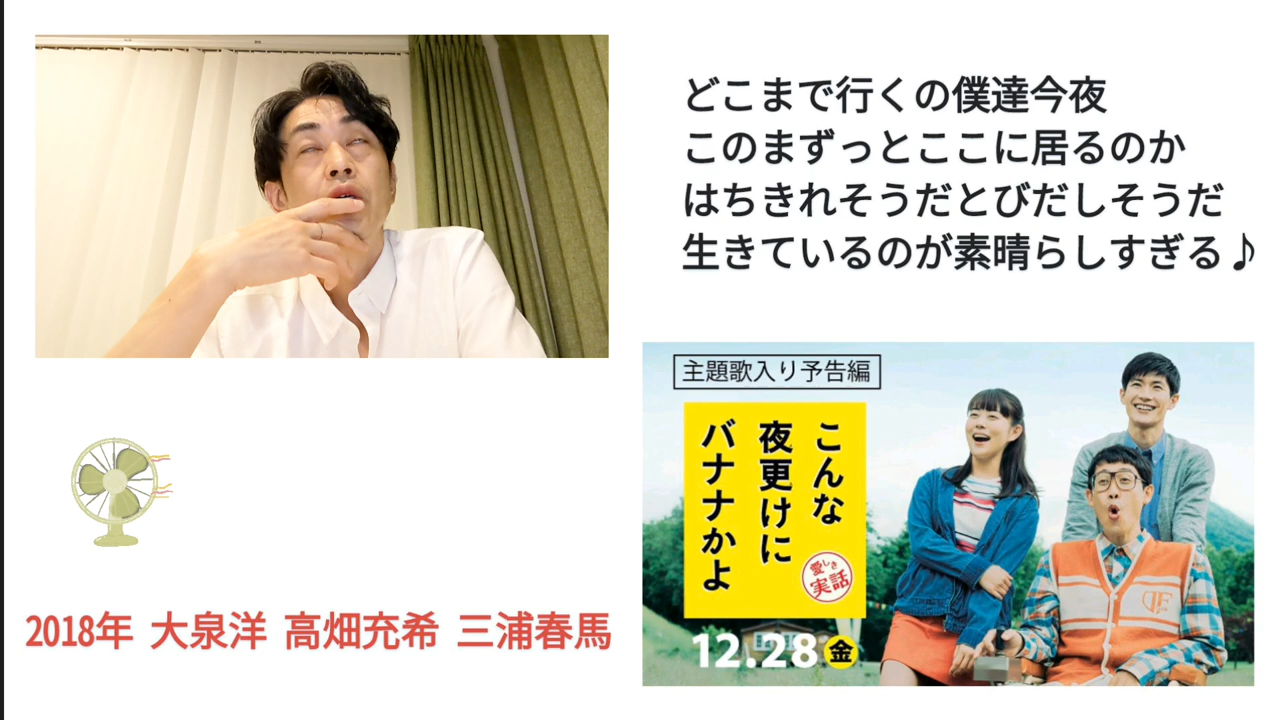 どこまで行くの僕達今夜
このまずっとここに居るのか
はちきれそうだとびだしそうだ
生きているのが素晴らしすぎる♪
主題歌入り予告編
こんな
夜更けに
バナナかよ
愛しき
実話
12.28金
2018年 大泉洋 高畑充希 三浦春馬